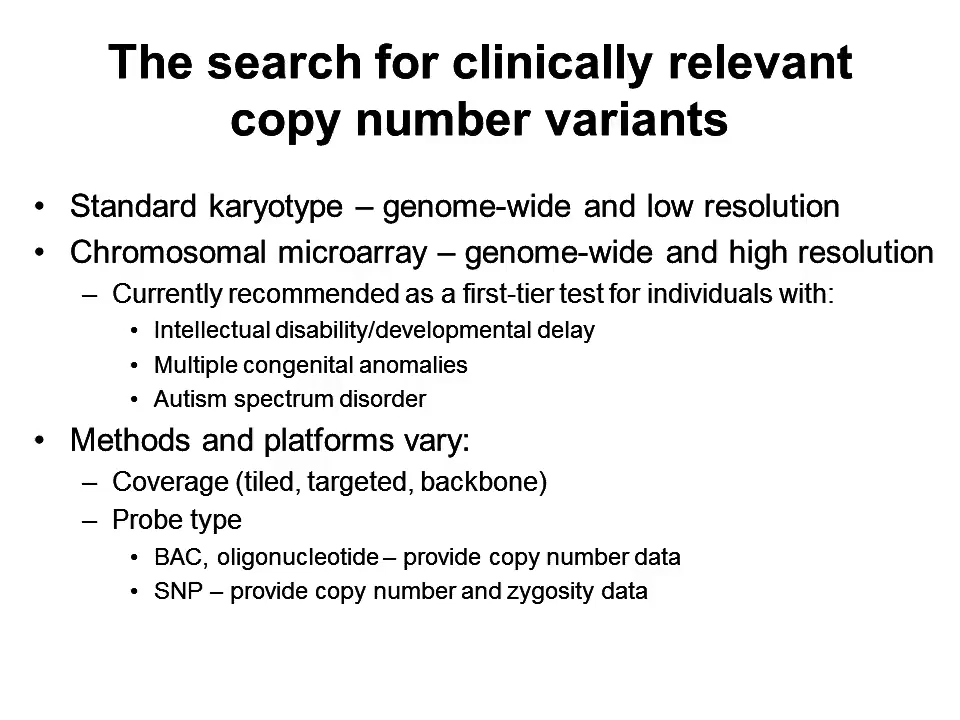 The search for clinically relevant
copy number variants
• Standard karyotype – genome-wide and low resolution
• Chromosomal microarray – genome-wide and high resolution
– Currently recommended as a first-tier test for individuals with:
• Intellectual disability/developmental delay
• Multiple congenital anomalies
• Autism spectrum disorder
• Methods and platforms vary:
– Coverage (tiled, targeted, backbone)
– Probe type
• BAC, oligonucleotide – provide copy number data
• SNP – provide copy number and zygosity data